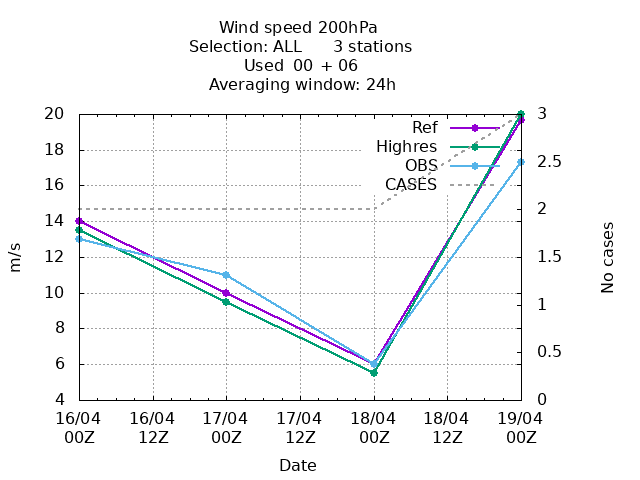 Wind speed 200hPa
Selection: ALL 3 stations
Used 00 + 06
Averaging window: 24h
20
18
16
14
12
10
8
6
4
m/s
3
2.5
2
1.5
1
0.5
0
No cases
Ref
Highres
OBS
CASES
16/04 16/04 17/04 17/04 18/04 18/04 19/04
00Z 12Z 00Z 12Z 00Z 12Z 00Z
Date